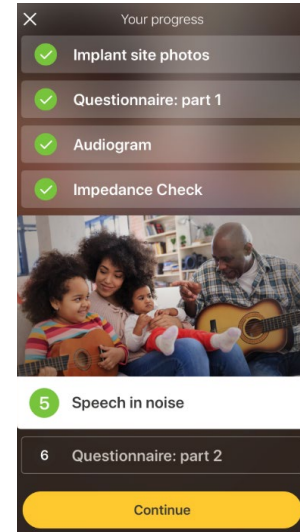 Your progress
Implant site photos
Questionnaire: part 1
Audiogram
Impedance Check
5 Speech in noise
6 Questionnaire: part 2
Continue